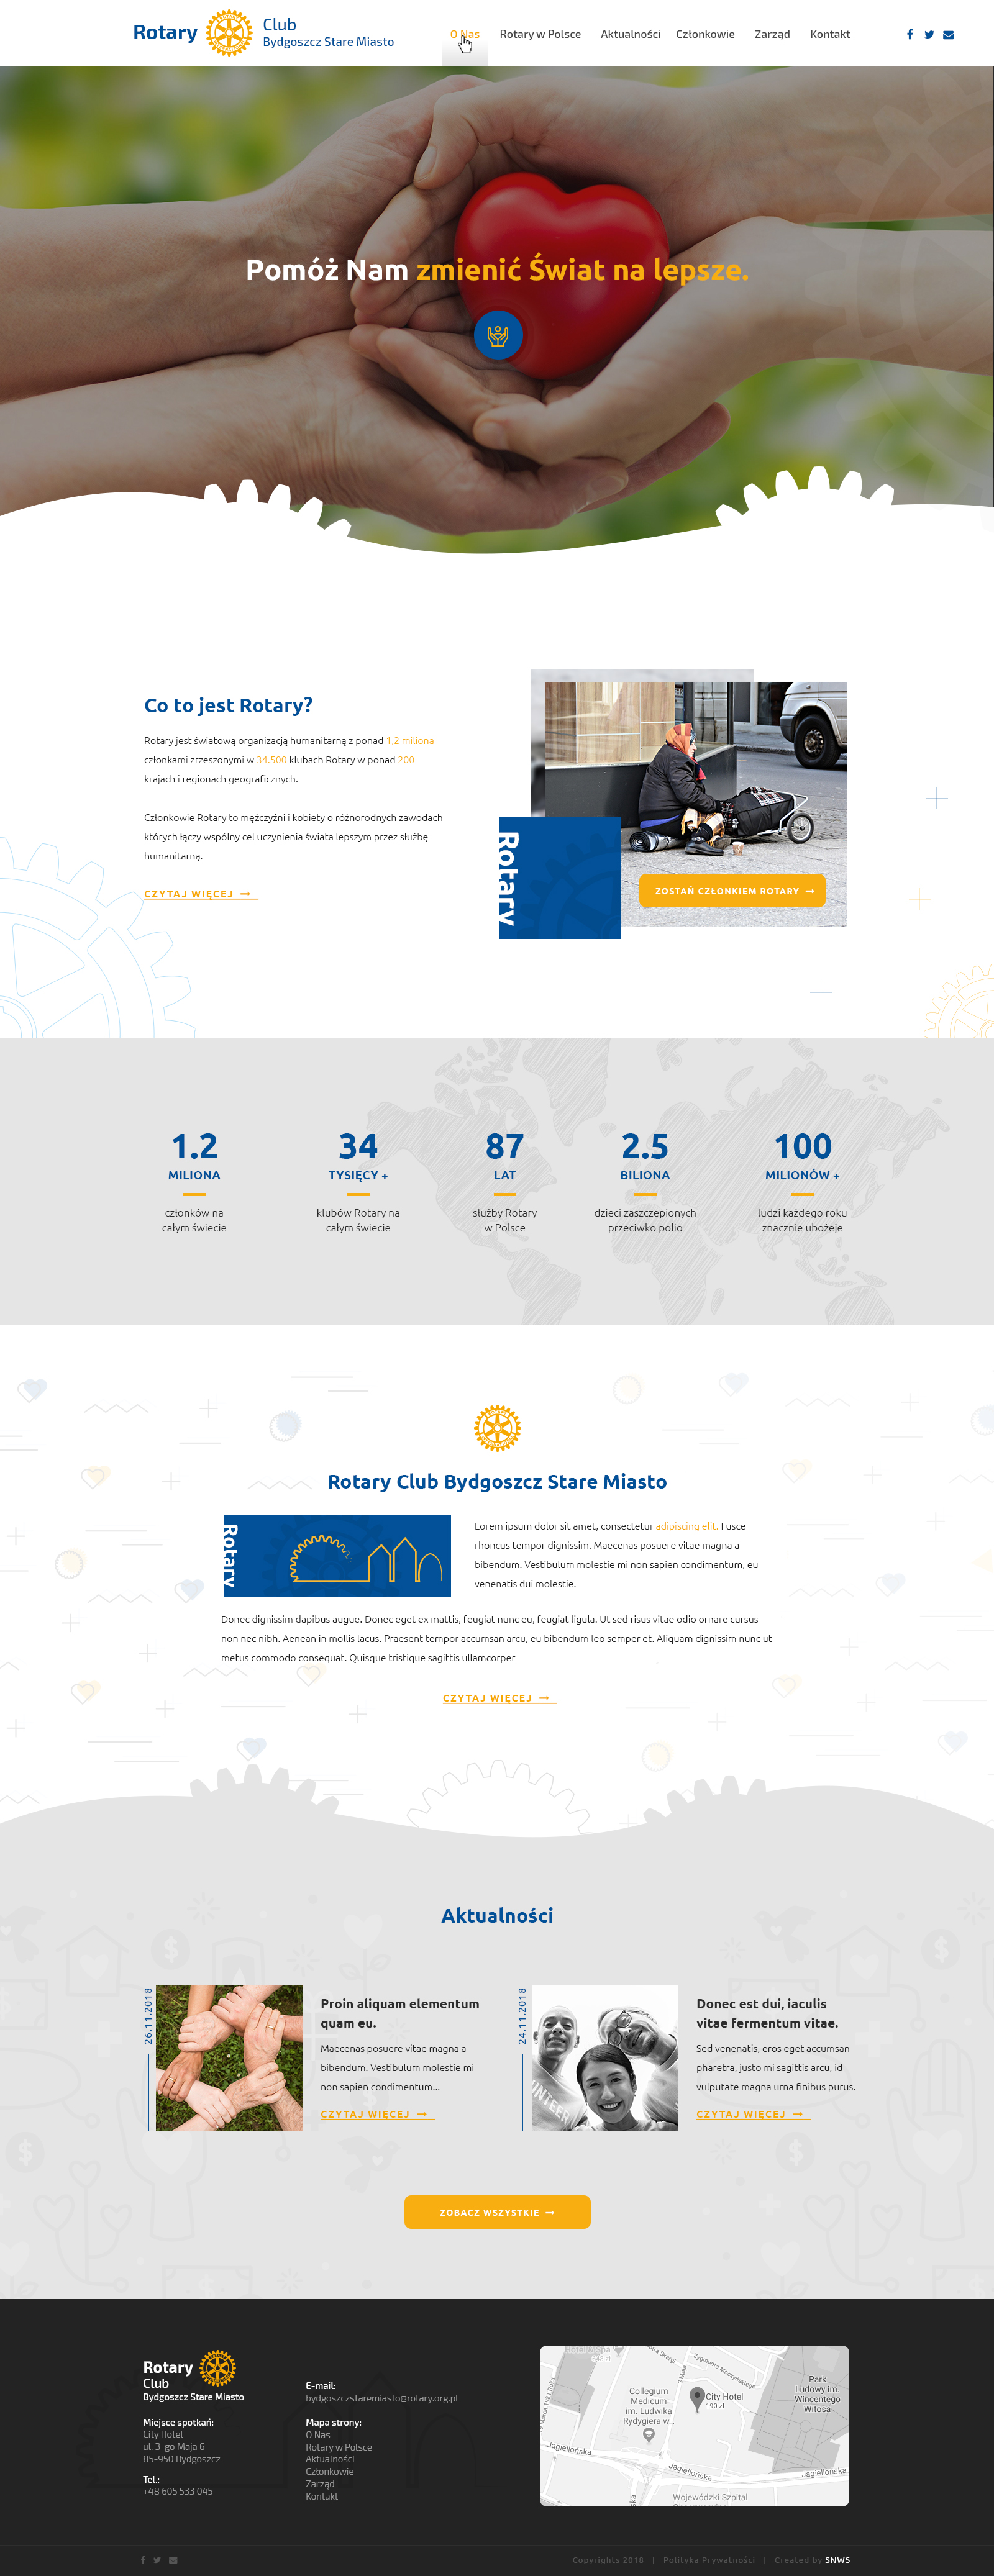 Rotary
Club
Bydgoszcz Stare Miasto
O Nas
Rotary w Polsce
Aktualności
Członkowie
Zarząd
Kontakt
Pomóż Nam zmienić Świat na lepsze.
Co to jest Rotary?
Rotary jest światową organizacją humanitarną z ponad 1,2 miliona
członkami zrzeszonymi w 34,500 klubach Rotary w ponad 200
krajach i regionach geograficznych.
Członkowie Rotary to mężczyźni i kobiety o różnorodnych zawodach
których łączy wspólny cel uczynienia świata lepszym przez służbę
humanitarną.
CZYTAJ WIĘCEJ
Rotary
ZOSTAŃ CZŁONKIEM ROTARY
1.2
MILIONA
członków na
całym świecie
34
TYSIĘCY +
klubów Rotary na
całym świecie
87
LAT
służby Rotary
w Polsce
2.5
BILIONA
dzieci zaszczepionych
przeciwko polio
100
MILIONÓW +
ludzi każdego roku
znacznie ubożeje
Rotary Club Bydgoszcz Stare Miasto
Rotary
Lorem ipsum dolor sit amet, consectetur adipiscing elit. Fusce
rhoncus tempor dignissim. Maecenas posuere vitae magna a
bibendum. Vestibulum molestie mi non sapien condimentum, eu
venenatis dui molestie.
Donec dignissim dapibus augue. Donec eget ex mattis, feugiat nunc eu, feugiat ligula. Ut sed risus vitae odio ornare cursus
non nec nibh. Aenean in mollis lacus. Praesent tempor accumsan arcu, eu bibendum leo semper et. Aliquam dignissim nunc ut
metus commodo consequat. Quisque tristique sagittis ullamcorper
CZYTAJ WIĘCEJ
Aktualności
26.11.2018
Proin aliquam elementum
quam eu.
Maecenas posuere vitae magna a
bibendum. Vestibulum molestie mi
non sapien condimentum...
CZYTAJ WIĘCEJ
24.11.2018
Donec est dui, iaculis
vitae fermentum vitae.
Sed venenatis, eros eget accumsan
pharetra, justo mi sagittis arcu, id
vulputate magna urna finibus purus.
CZYTAJ WIĘCEJ
ZOBACZ WSZYSTKIE
Rotary
Club
Bydgoszcz Stare Miasto
Miejsce spotkań:
City Hotel
ul. 3-go Maja 6
85-950 Bydgoszcz
Tel.:
+48 605 533 045
E-mail:
bydgoszczstaremiasto@rotary.org.pl
Mapa strony:
O Nas
Rotary w Polsce
Aktualności
Członkowie
Zarząd
Kontakt
Zygmunta Moczyńskiego
3 Maja
Park
Ludowy im.
Wincentego
Witosa
Collegium
Medicum
im. Ludwika
Rydygiera w...
City Hotel
190 zł
Jagiellońska
Jagiellońska
Jagiellońska
Wojewódzki Szpital
Copyrights 2018 | Polityka Prywatności | Created by SNWS